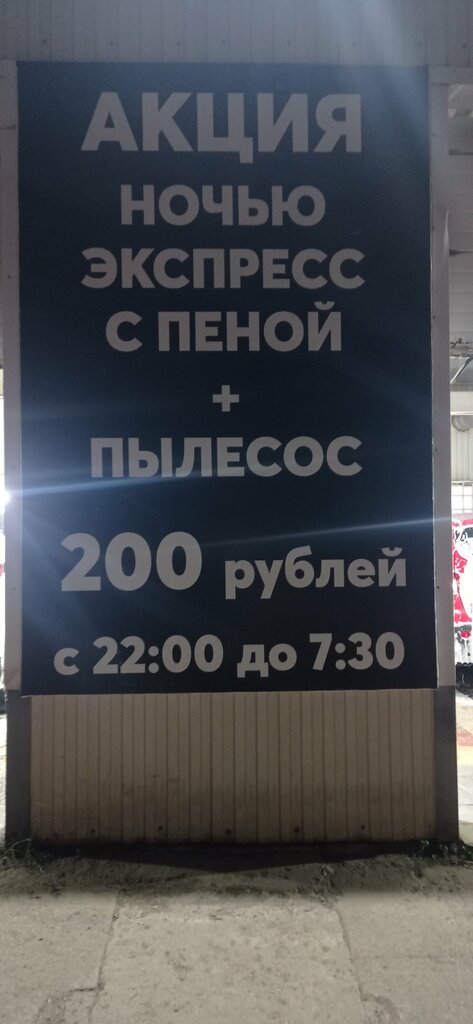 АКЦИЯ
НОЧЬЮ
ЭКСПРЕСС
С ПЕНОЙ
+
ПЫЛЕСОС
200 рублей
с 22:00 до 7:30